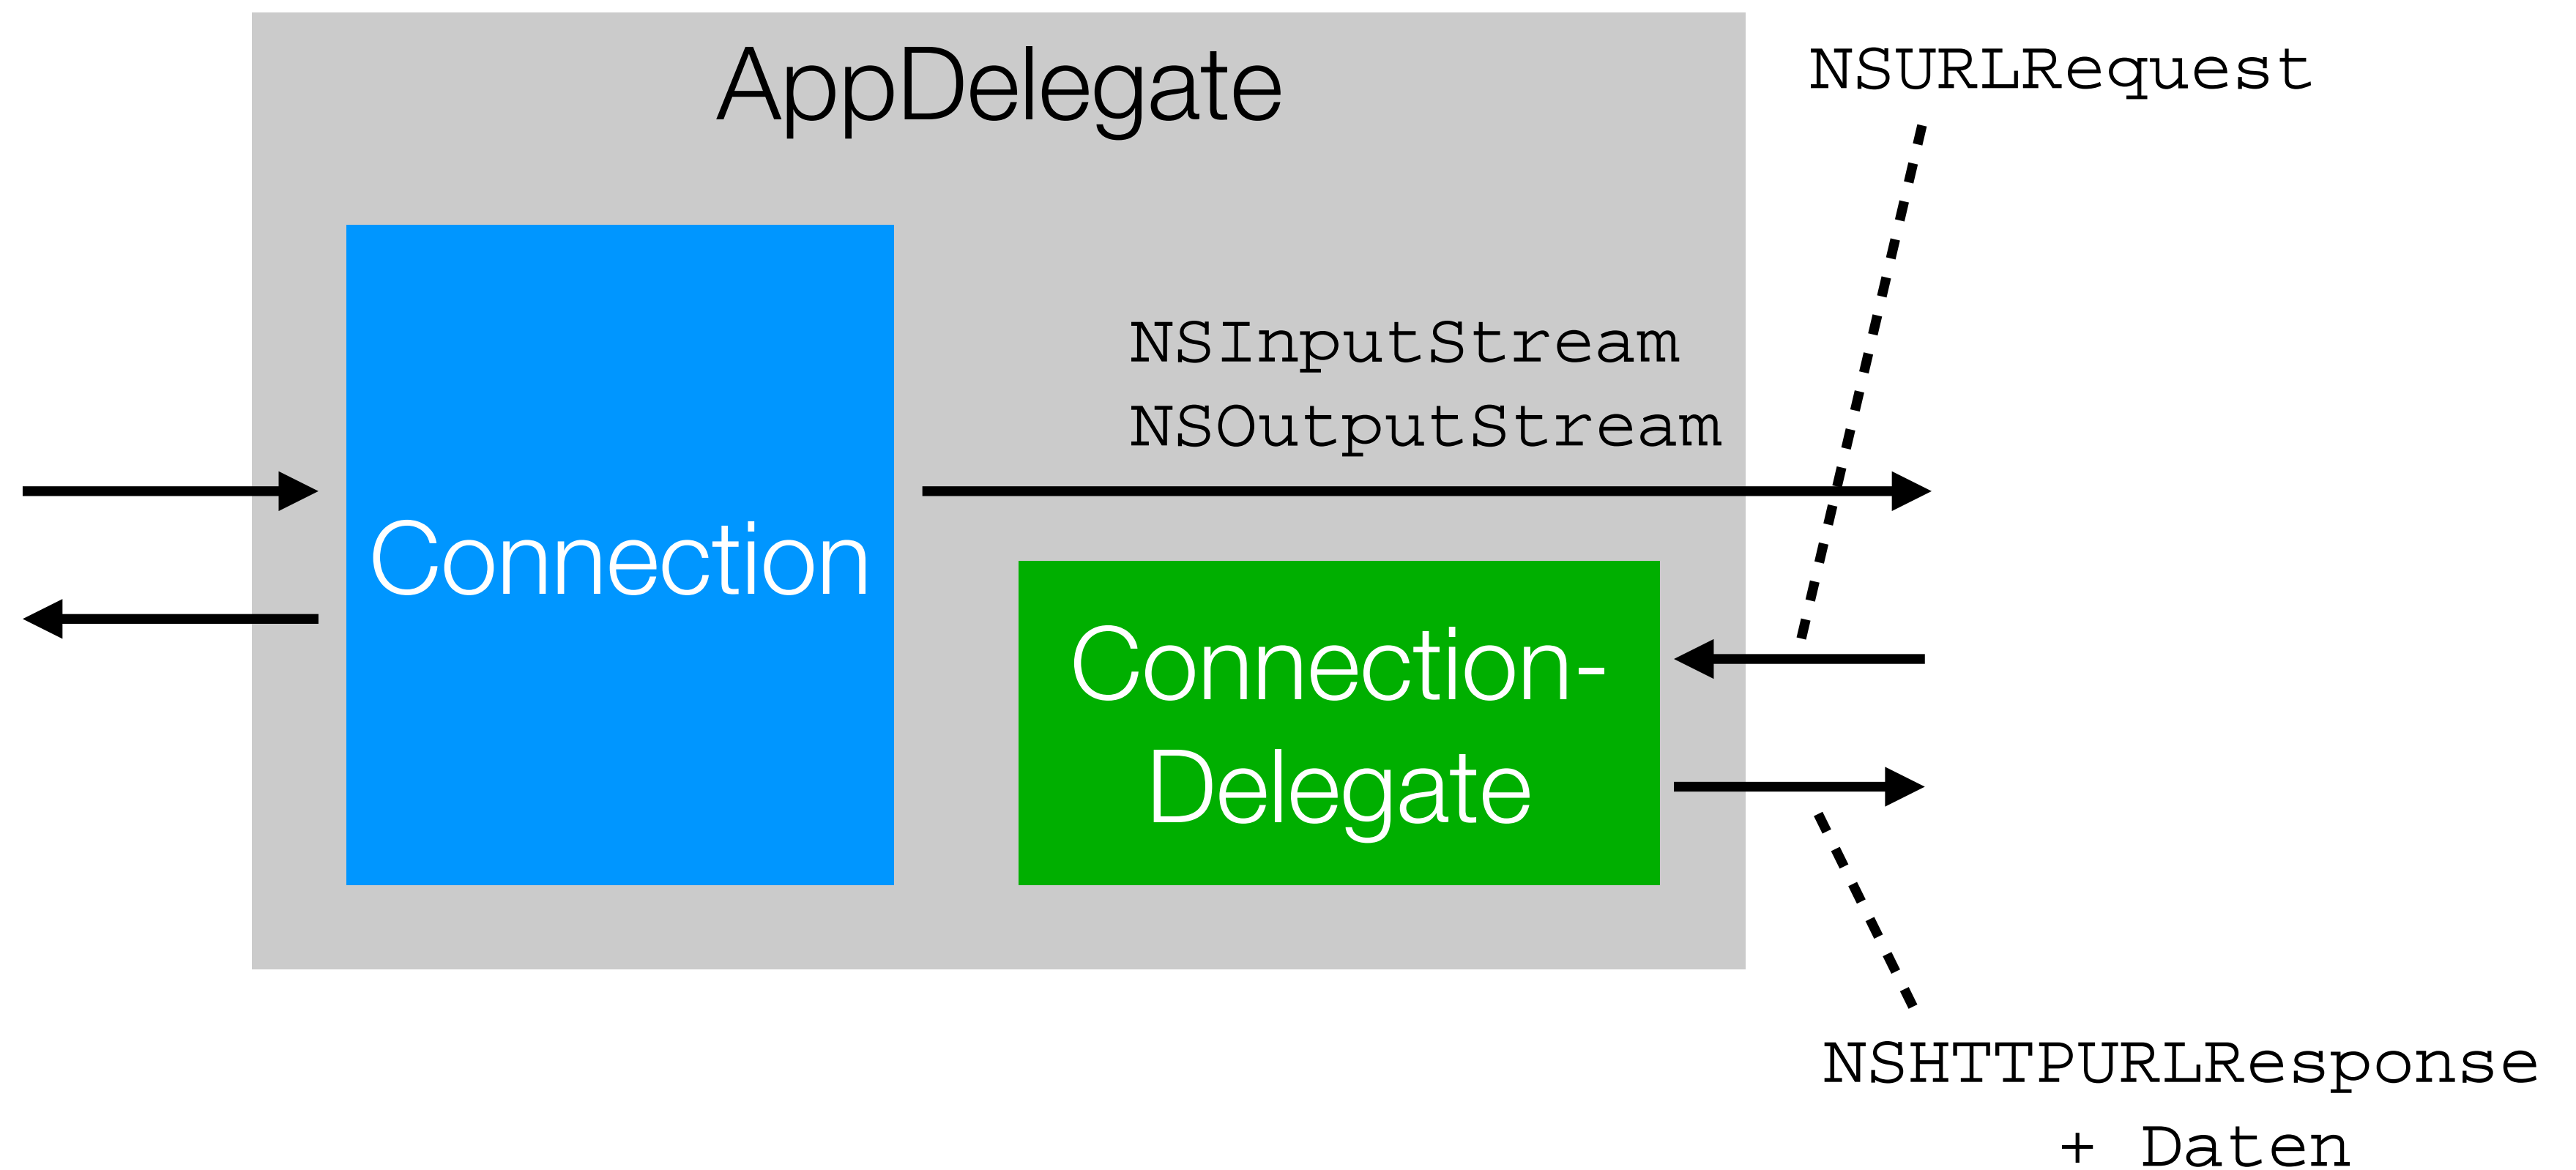 AppDelegate
NSURLRequest
NSInputStream
NSOutputStream
Connection
Connection-
Delegate
NSHTTPURLResponse
+ Daten